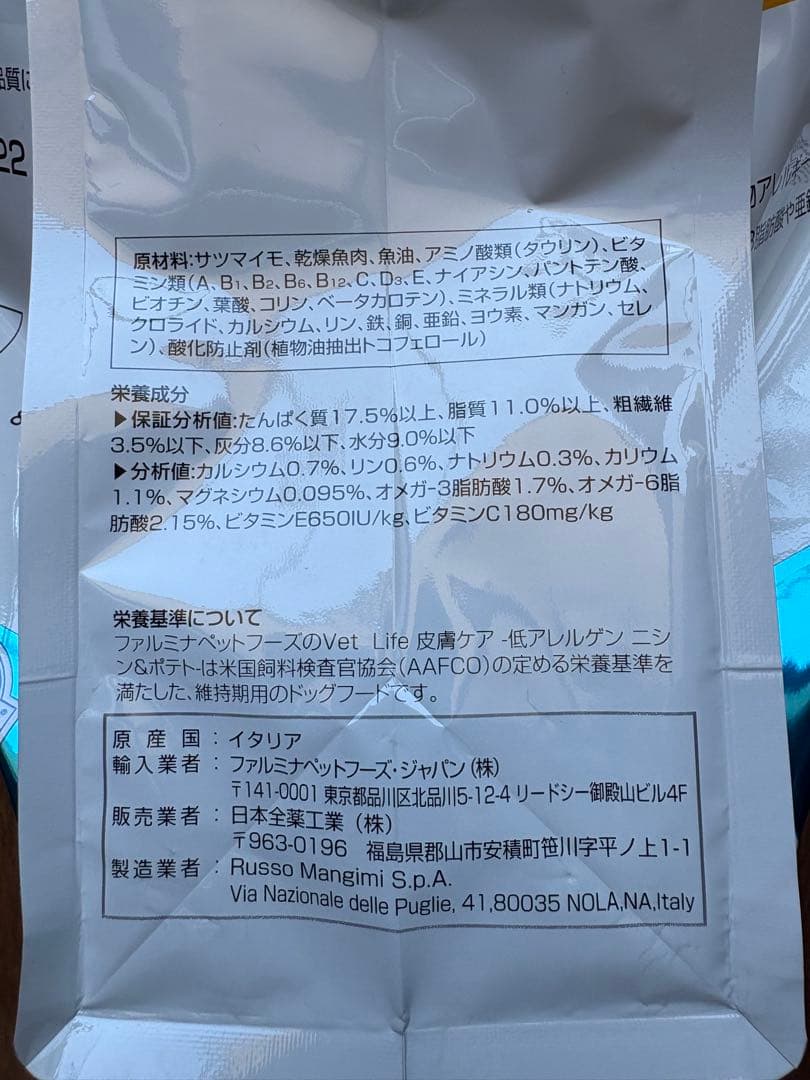 22
原材料:サツマイモ、乾燥魚肉、魚油、アミノ酸類(タウリン)、ビタ
ミン類(A、B1、B2、B6、B12、C、D3、E、ナイアシン、パントテン酸、
ビオチン、葉酸、コリン、ベータカロテン)、ミネラル類(ナトリウム、
クロライド、カルシウム、リン、鉄、銅、亜鉛、ヨウ素、マンガン、セレ
ン)、酸化防止剤(植物油抽出トコフェロール)
栄養成分
▶保証分析値:たんぱく質17.5%以上、脂質11.0%以上、粗繊維
3.5%以下、灰分8.6%以下、水分9.0%以下
▶分析値:カルシウム0.7%、リン0.6%、ナトリウム0.3%、カリウム
1.1%、マグネシウム0.095%、オメガ-3脂肪酸1.7%、オメガ-6脂
肪酸2.15%、ビタミンE650IU/kg、ビタミンC180mg/kg
栄養基準について
ファルミナペットフーズのVet Life 皮膚ケア -低アレルゲン ニシ
ン&ポテト-は米国飼料検査官協会(AAFCO)の定める栄養基準を
満たした、維持期用のドッグフードです。
原産国:イタリア
輸入業者:ファルミナペットフーズ・ジャパン(株)
〒141-0001 東京都品川区北品川5-12-4 リードシー御殿山ビル4F
販売業者:日本全薬工業(株)
〒963-0196 福島県郡山市安積町笹川字平ノ上1-1
製造業者:Russo Mangimi S.p.A.
Via Nazionale delle Puglie, 41,80035 NOLA,NA,Italy